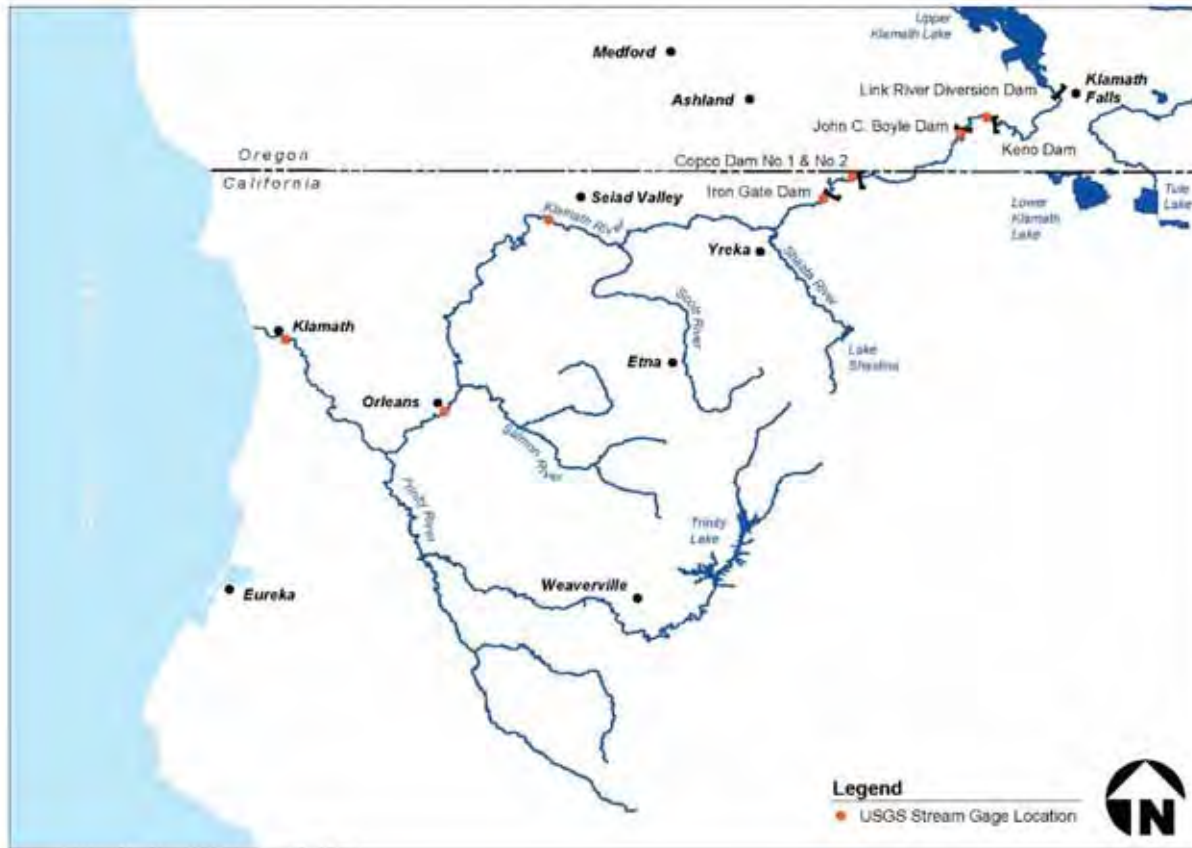 Upper
Klamath Lake
Medford
Klamath
Falls
Link River Diversion Dam
Ashland
John C. Boyle Dam
Keno Dam
Oregon
Copco Dam No.1 & No.2
California
Iron Gate Dam
Seiad Valley
Tule
Lake
Lower
Klamath
Lake
Klamath River
Yreka
Shasta River
Scott River
Klamath
Lake
Shastina
Etna
Orleans
Salmon River
Trinity River
Trinity
Lake
Weaverville
Eureka
Legend
USGS Stream Gage Location
N